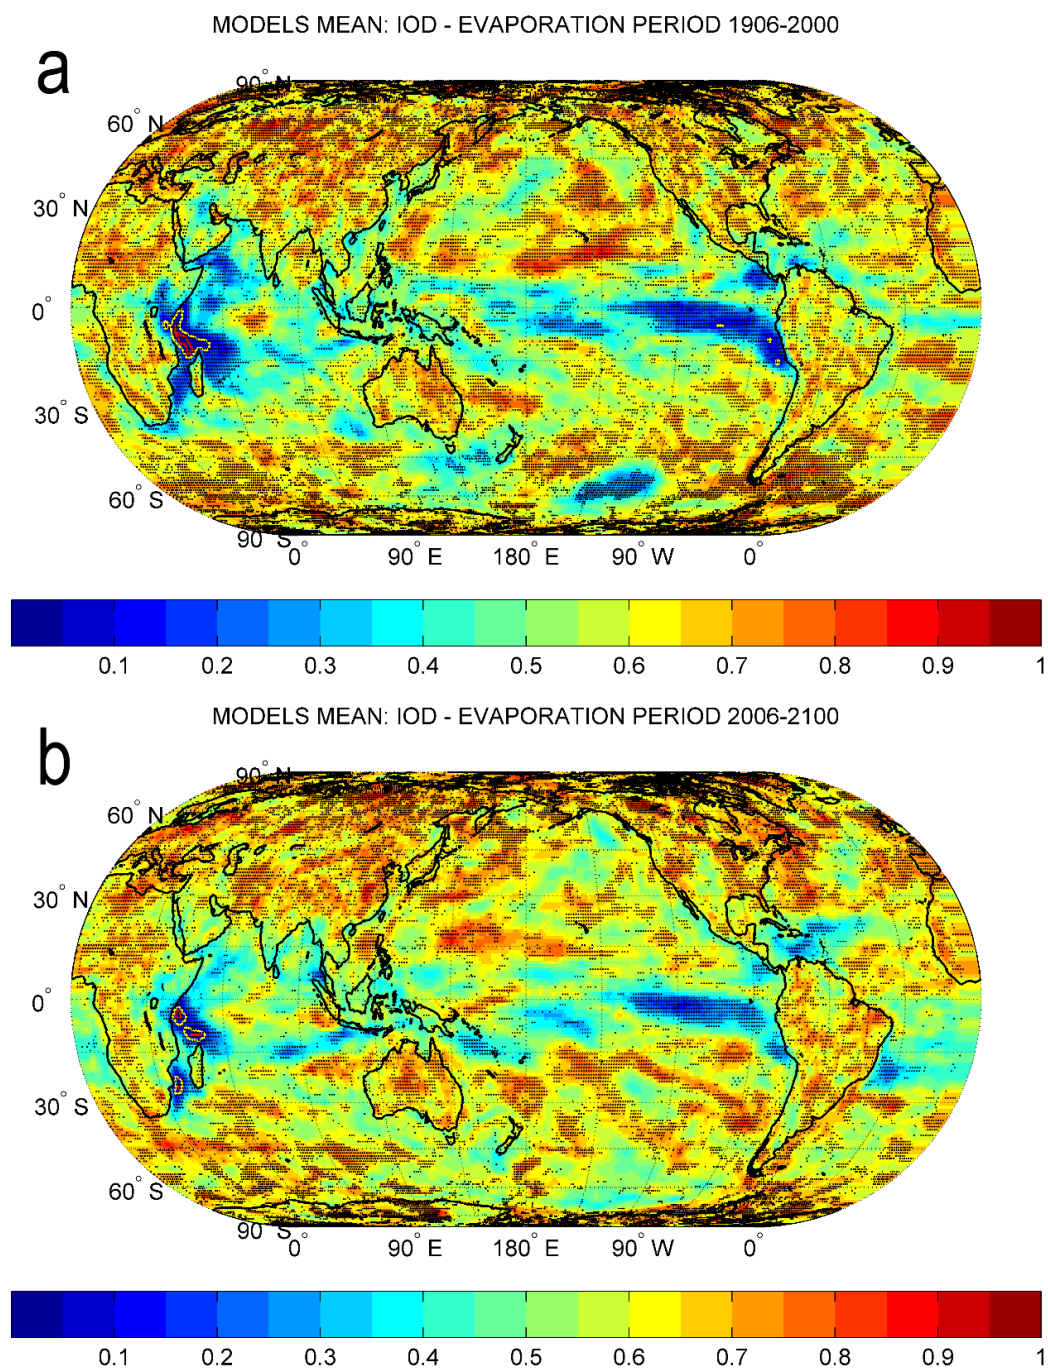 MODELS MEAN: IOD - EVAPORATION PERIOD 1906-2000
a
90° N
60° N
30° N
0°
30° S
60° S
90° S
0° 90° E 180° E 90° W 0°
0.1 0.2 0.3 0.4 0.5 0.6 0.7 0.8 0.9 1
MODELS MEAN: IOD - EVAPORATION PERIOD 2006-2100
b
90° N
60° N
30° N
0°
30° S
60° S
90° S
0° 90° E 180° E 90° W 0°
0.1 0.2 0.3 0.4 0.5 0.6 0.7 0.8 0.9 1